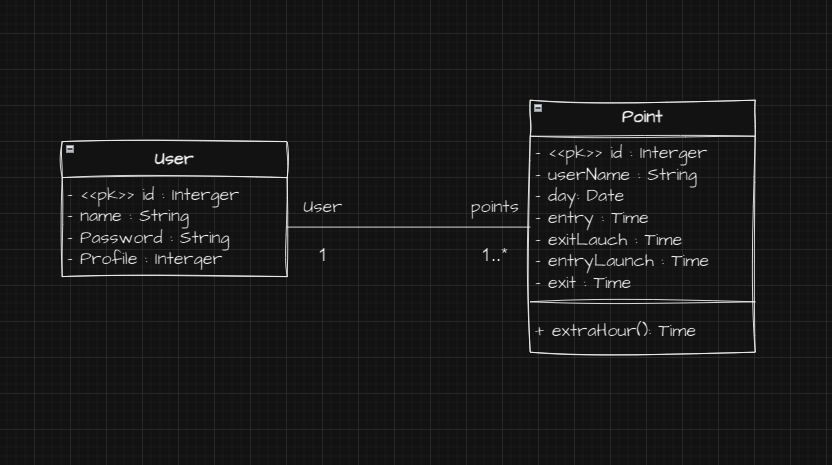 User
- <<pk>> id : Interger
- name : String
- Password : String
- Profile : Interger
user
1
points
1..*
Point
- <<pk>> id : Interger
- userName : String
- day: Date
- entry : Time
- exitLauch : Time
- entryLaunch : Time
- exit : Time
+ extraHour(): Time